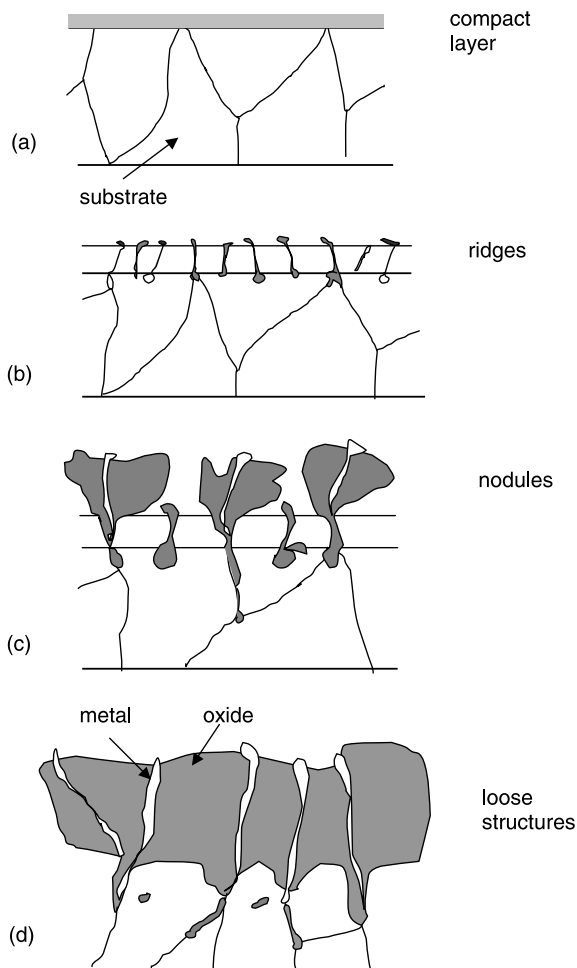 compact
layer
(a)
substrate
ridges
(b)
nodules
(c)
metal
oxide
loose
structures
(d)